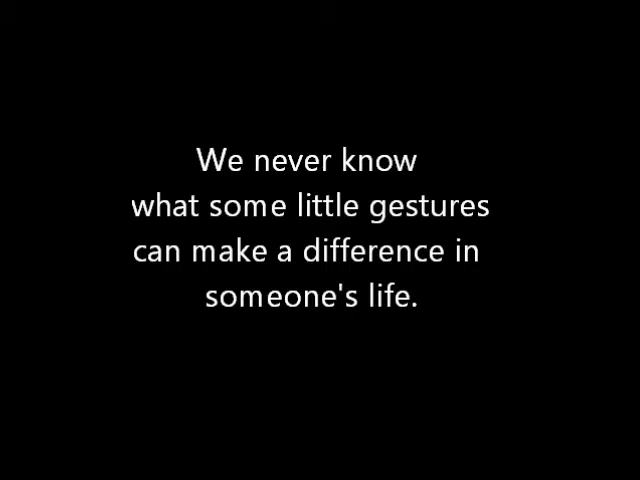 We never know
what some little gestures
can make a difference in
someone's life.